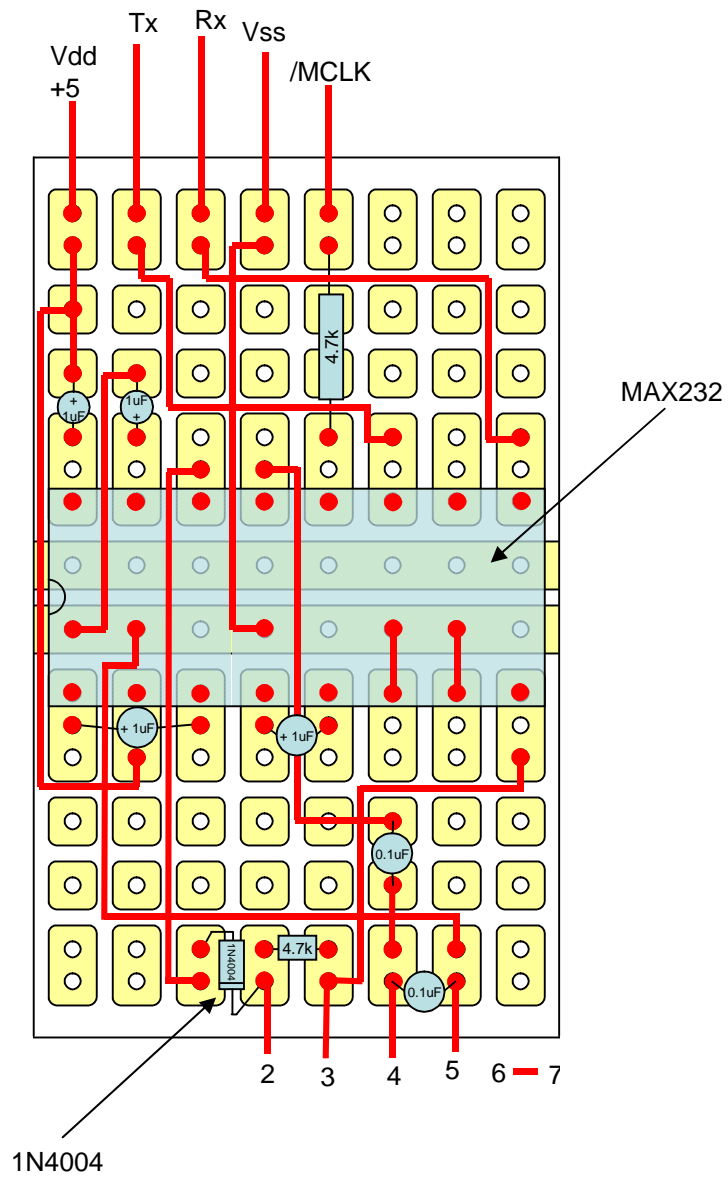 Tx
Rx
Vss
Vdd
+5
/MCLK
4.7k
+
1uF
1uF
+
MAX232
+ 1uF
+ 1uF
0.1uF
1N4004
4.7k
0.1uF
2
3
4
5
6
7
1N4004